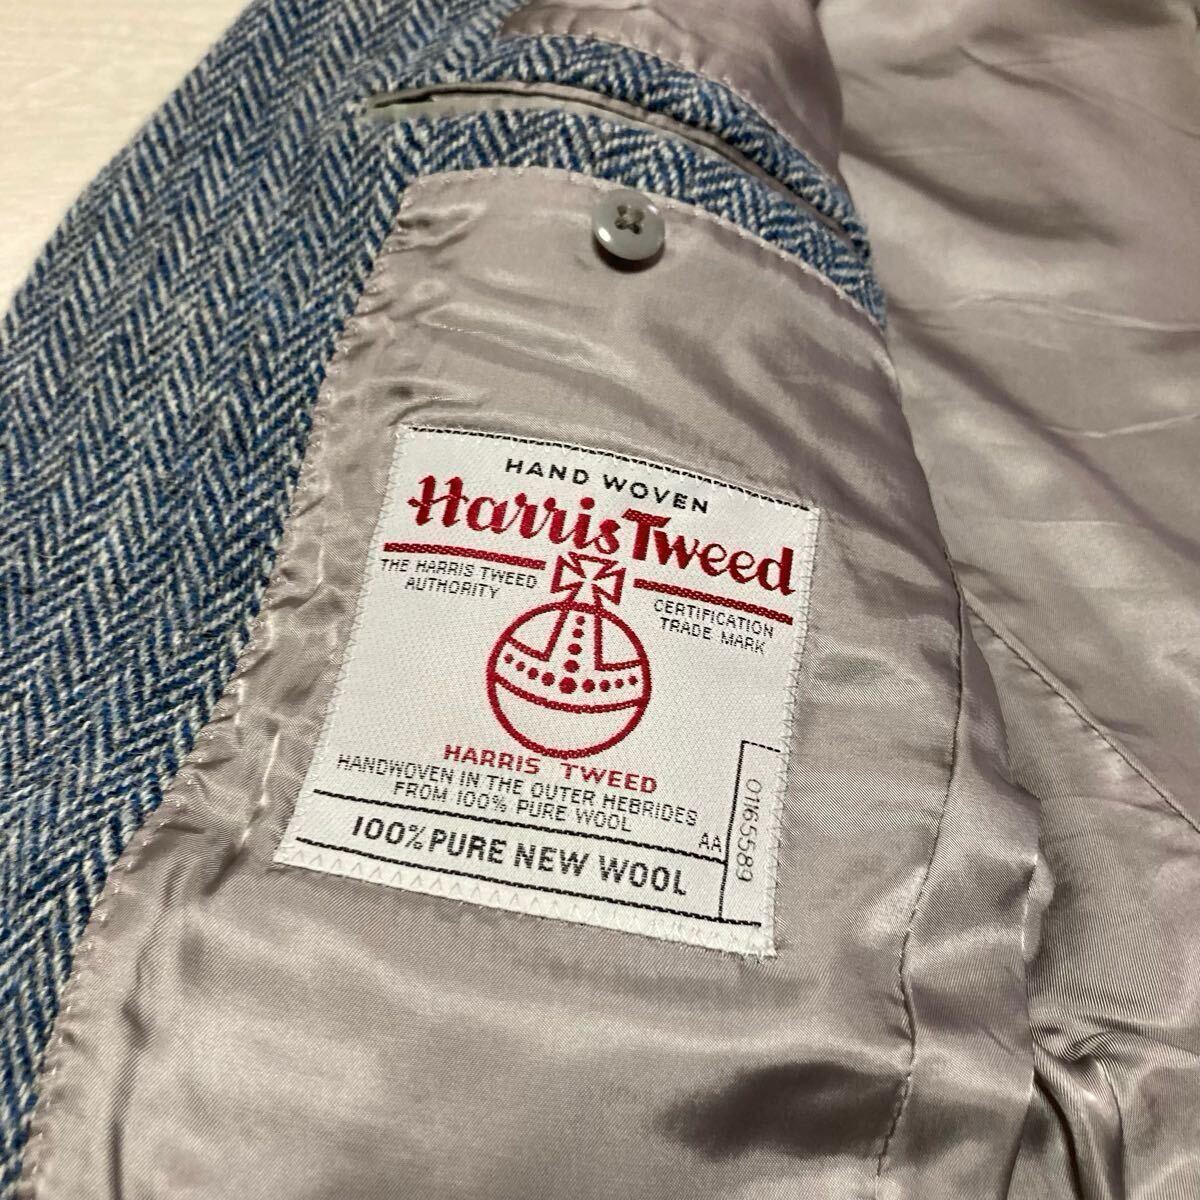 HAND WOVEN
Harris Tweed
THE HARRIS TWEED
AUTHORITY
CERTIFICATION
TRADE MARK
HARRIS TWEED
HANDWOVEN IN THE OUTER HEBRIDES
FROM 100% PURE WOOL
AA
100% PURE NEW WOOL
01165589